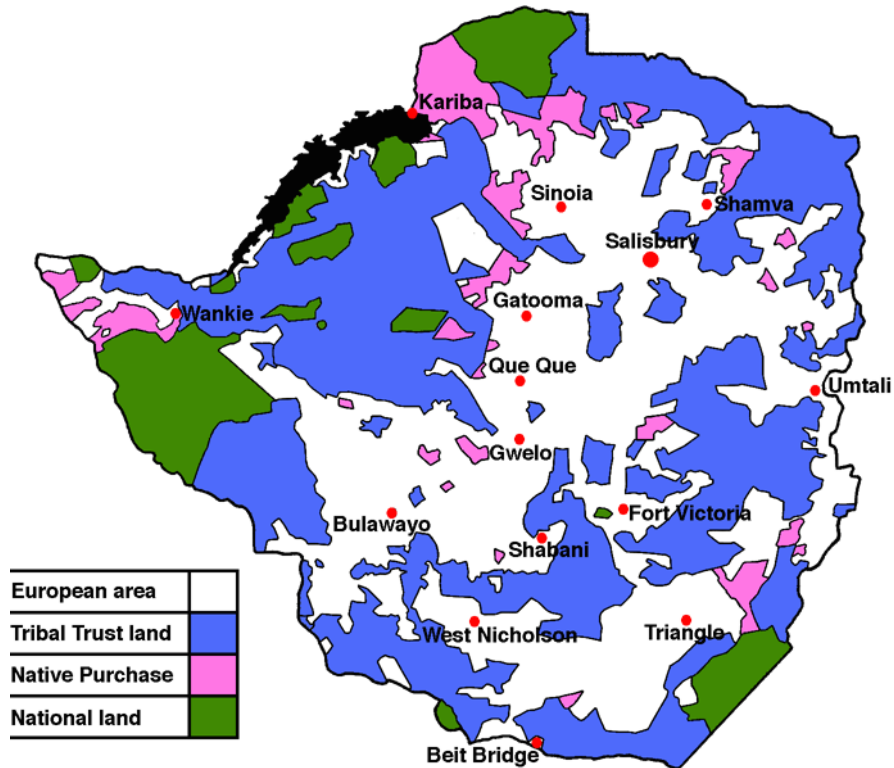 Kariba
Sinoia
Shamva
Salisbury
Wankie
Gatooma
Que Que
Umtali
Gwelo
Bulawayo
Fort Victoria
Shabani
European area
Tribal Trust land
West Nicholson
Triangle
Native Purchase
National land
Beit Bridge